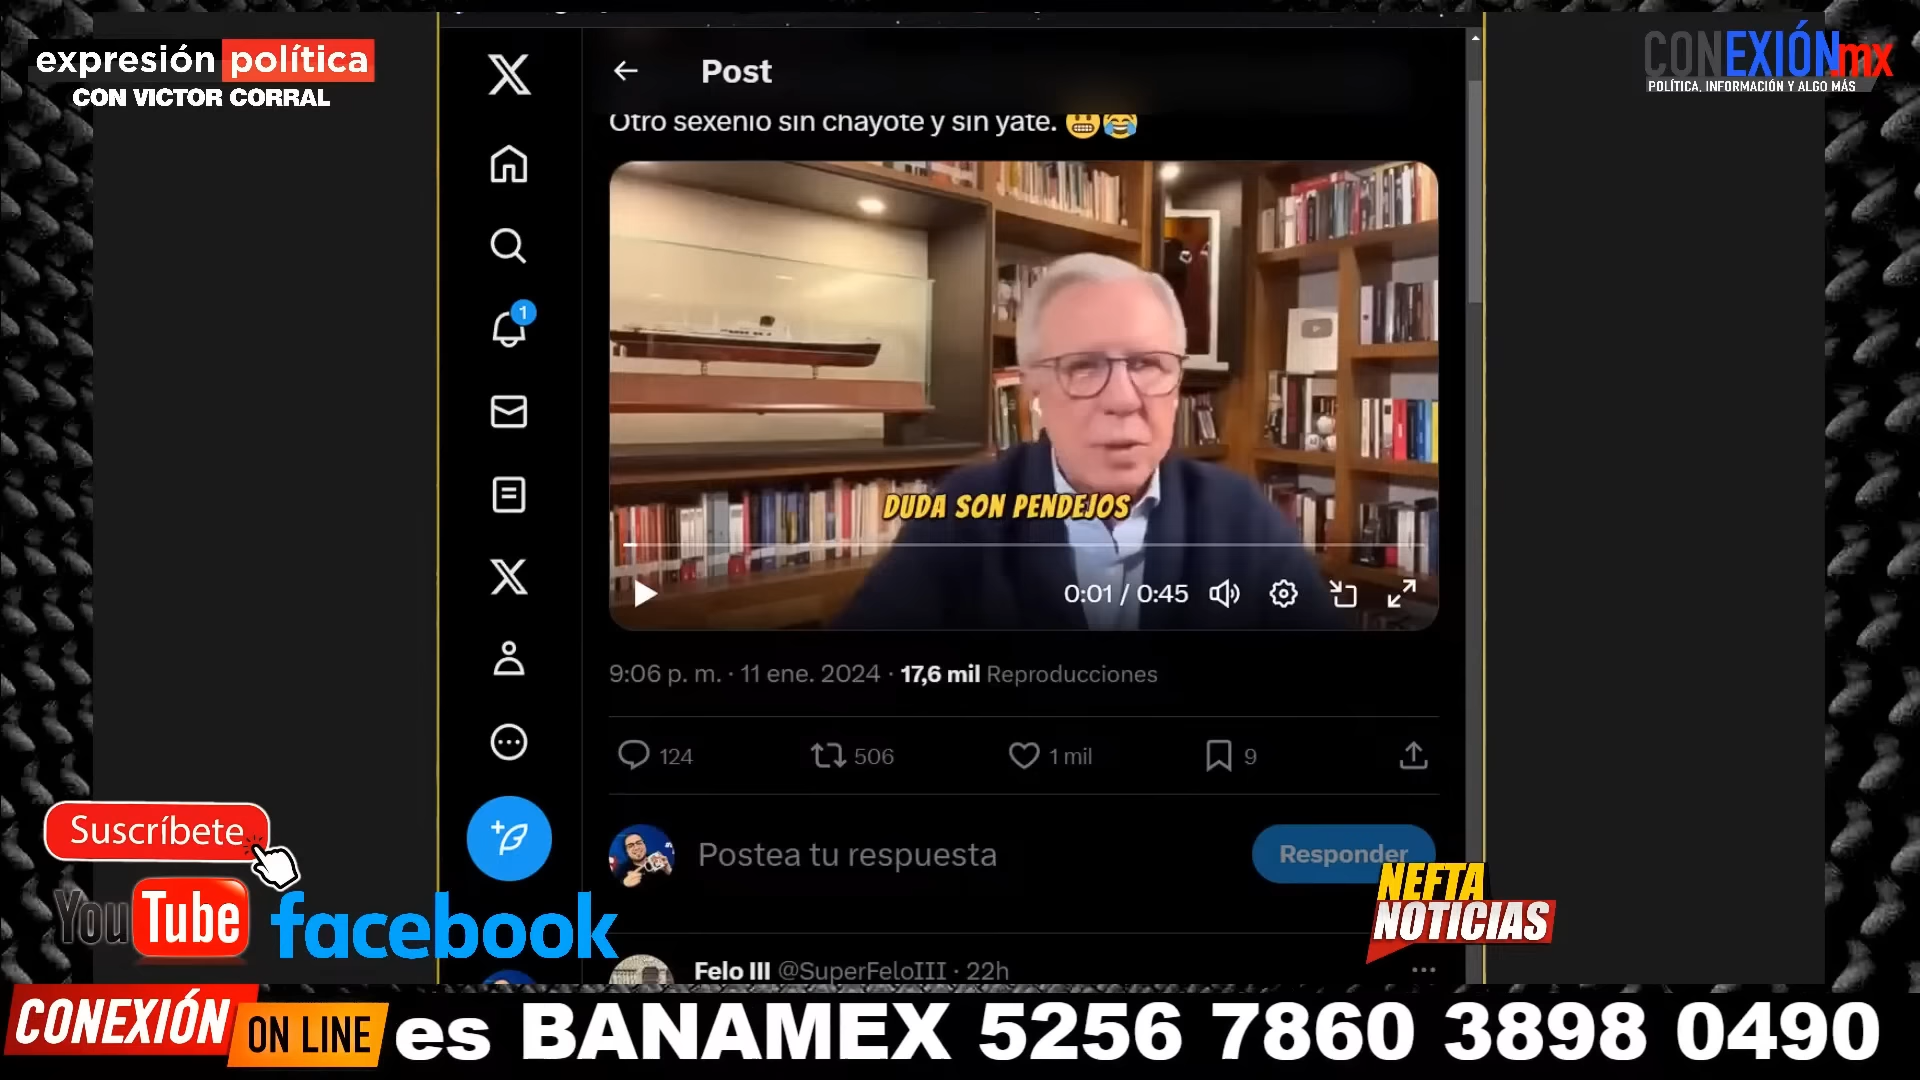 expresión política
CON VICTOR CORRAL
CONEXIÓNmx
POLÍTICA, INFORMACIÓN Y ALGO MÁS
Post
Otro sexenio sin chayote y sin yate. 😬😂
DUDA SON PENDEJOS
0:01 / 0:45
9:06 p. m. · 11 ene. 2024 · 17,6 mil Reproducciones
1
124
506
1 mil
9
Postea tu respuesta
Responder
Felo III @SuperFeloIII · 22h
Suscríbete
YouTube
facebook
NEFTA
NOTICIAS
CONEXIÓN
ON LINE
es BANAMEX 5256 7860 3898 0490